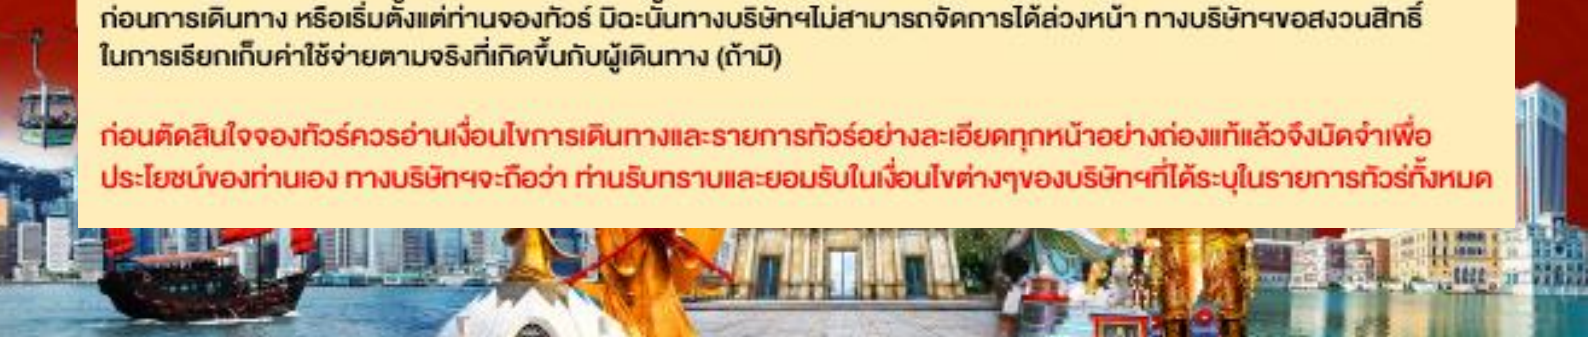 ก่อนการเดินทาง หรือเริ่มตั้งแต่ท่านจองทัวร์ มิฉะนั้นทางบริษัทฯไม่สามารถจัดการได้ล่วงหน้า ทางบริษัทฯขอสงวนสิทธิ์
ในการเรียกเก็บค่าใช้จ่ายตามจริงที่เกิดขึ้นกับผู้เดินทาง (ถ้ามี)
ก่อนตัดสินใจจองทัวร์ควรอ่านเงื่อนไขการเดินทางและรายการทัวร์อย่างละเอียดทุกหน้าอย่างถ่องแท้แล้วจึงมัดจำเพื่อ
ประโยชน์ของท่านเอง ทางบริษัทฯจะถือว่า ท่านรับทราบและยอมรับในเงื่อนไขต่างๆของบริษัทฯที่ได้ระบุในรายการทัวร์ทั้งหมด